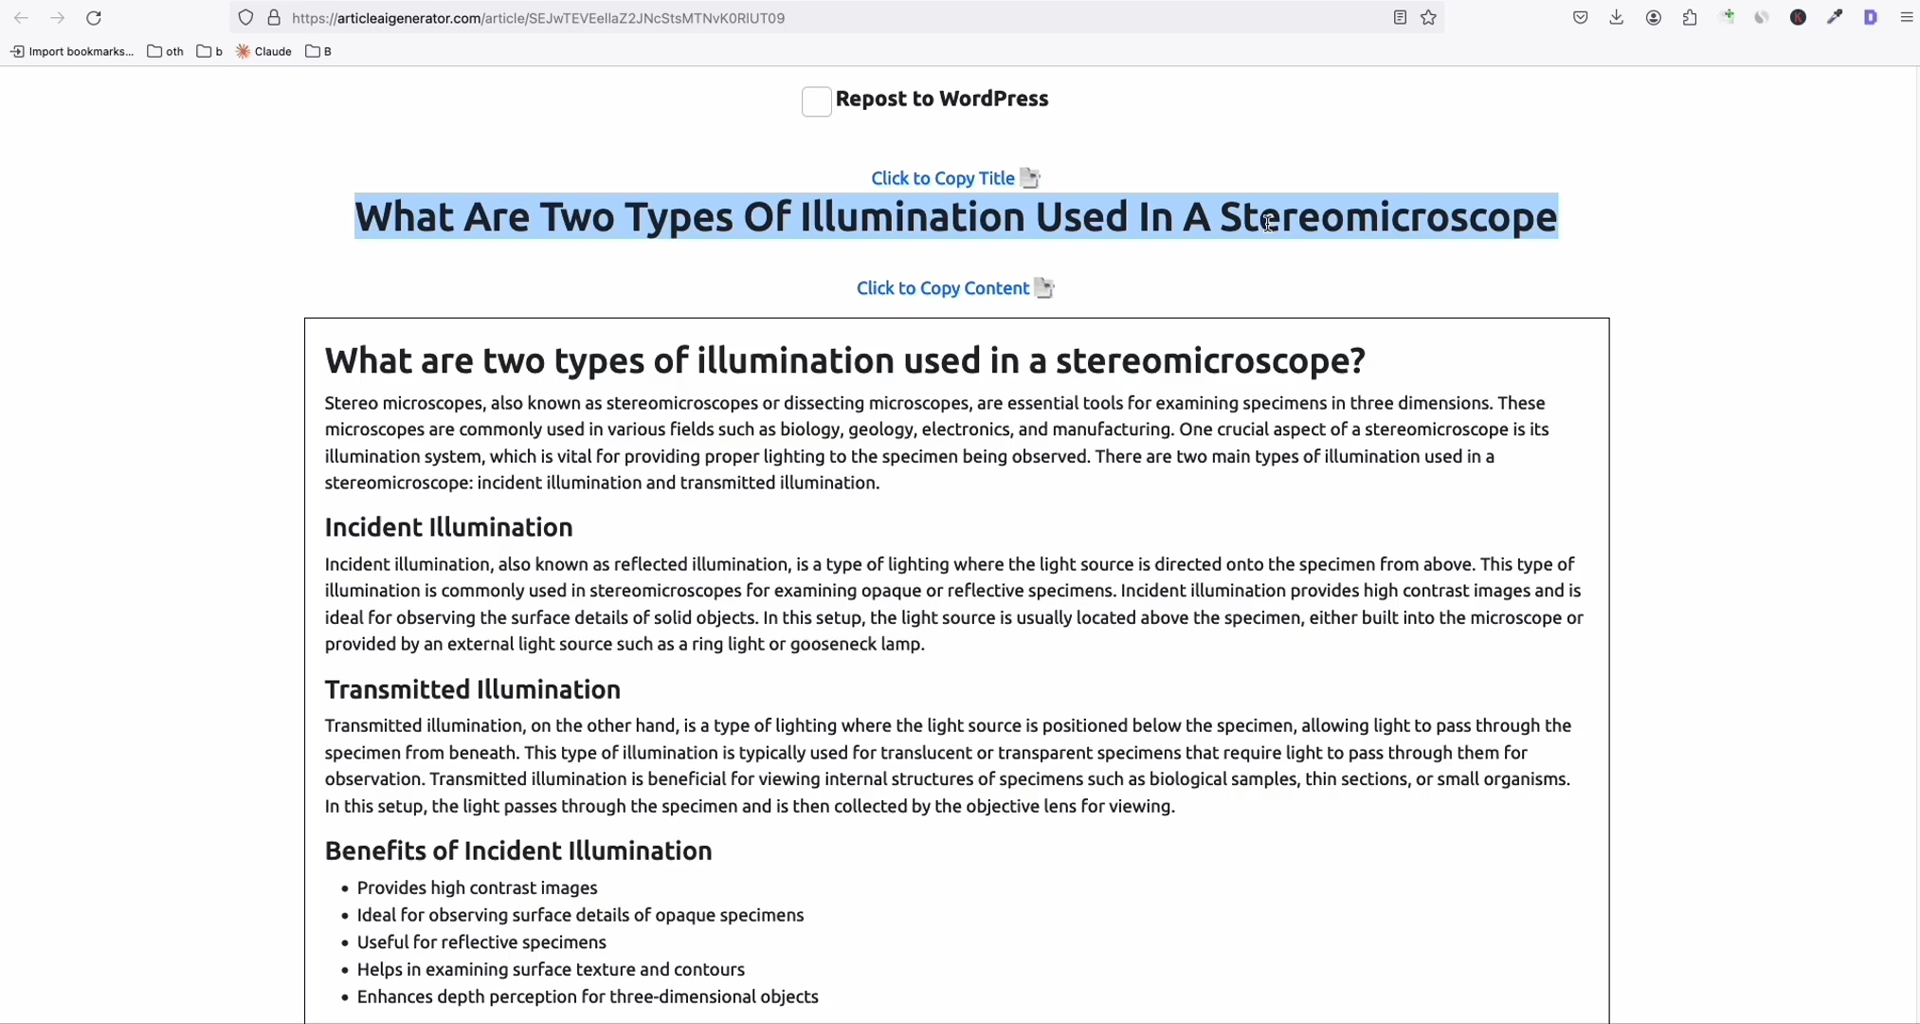 https://articleaigenerator.com/article/SEJwTEVEellaZ2JNcStsMTNvK0RlUT09
Import bookmarks... oth b Claude B
Repost to WordPress
Click to Copy Title
What Are Two Types Of Illumination Used In A Stereomicroscope
Click to Copy Content
What are two types of illumination used in a stereomicroscope?
Stereo microscopes, also known as stereomicroscopes or dissecting microscopes, are essential tools for examining specimens in three dimensions. These
microscopes are commonly used in various fields such as biology, geology, electronics, and manufacturing. One crucial aspect of a stereomicroscope is its
illumination system, which is vital for providing proper lighting to the specimen being observed. There are two main types of illumination used in a
stereomicroscope: incident illumination and transmitted illumination.
Incident Illumination
Incident illumination, also known as reflected illumination, is a type of lighting where the light source is directed onto the specimen from above. This type of
illumination is commonly used in stereomicroscopes for examining opaque or reflective specimens. Incident illumination provides high contrast images and is
ideal for observing the surface details of solid objects. In this setup, the light source is usually located above the specimen, either built into the microscope or
provided by an external light source such as a ring light or gooseneck lamp.
Transmitted Illumination
Transmitted illumination, on the other hand, is a type of lighting where the light source is positioned below the specimen, allowing light to pass through the
specimen from beneath. This type of illumination is typically used for translucent or transparent specimens that require light to pass through them for
observation. Transmitted illumination is beneficial for viewing internal structures of specimens such as biological samples, thin sections, or small organisms.
In this setup, the light passes through the specimen and is then collected by the objective lens for viewing.
Benefits of Incident Illumination
• Provides high contrast images
• Ideal for observing surface details of opaque specimens
• Useful for reflective specimens
• Helps in examining surface texture and contours
• Enhances depth perception for three-dimensional objects